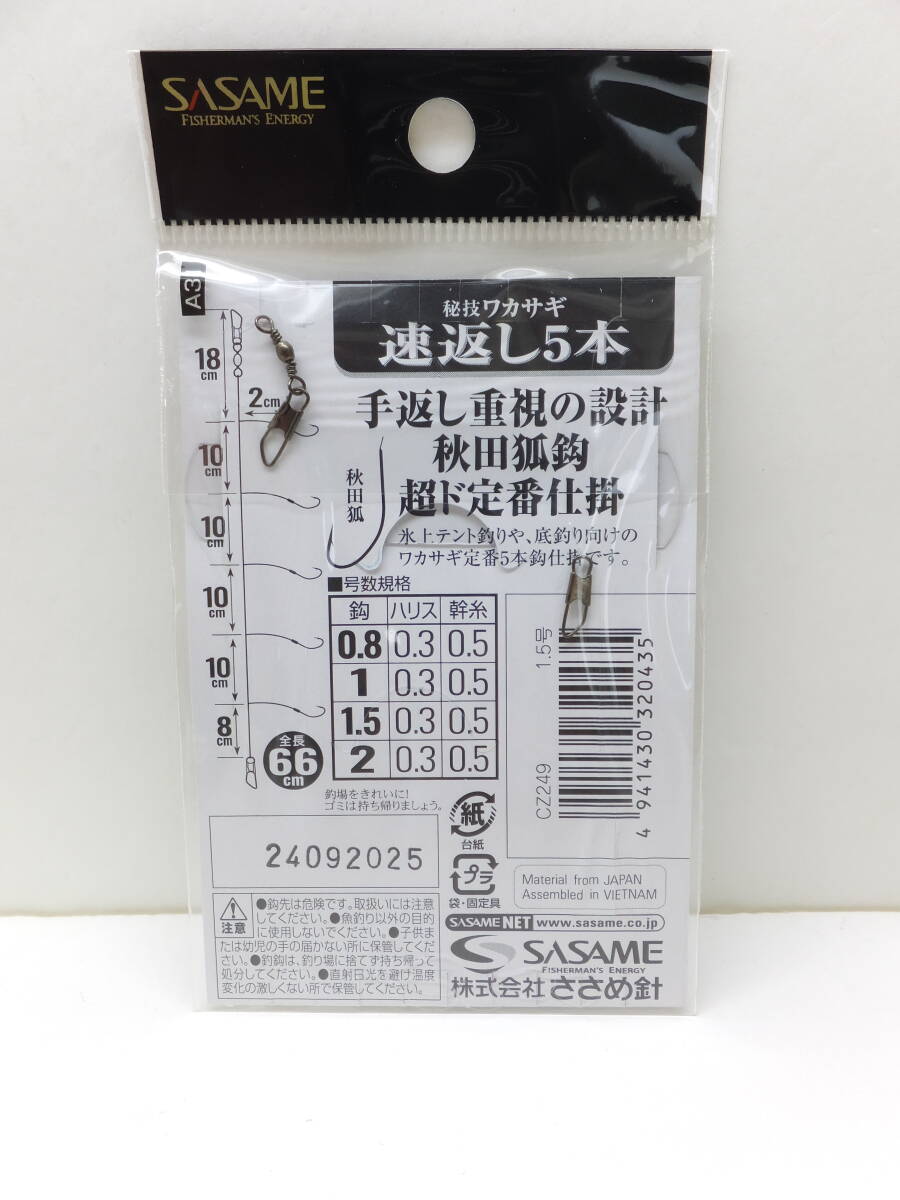 SASAME
FISHERMAN'S ENERGY
秘技ワカサギ
速返し5本
手返し重視の設計
秋田狐鈎
超ド定番仕掛
氷上テント釣りや、底釣り向けの
ワカサギ定番5本鈎仕掛です。
秋田狐
18cm
2cm
10cm
10cm
10cm
10cm
8cm
全長
66cm
■号数規格
鈎 ハリス 幹糸
0.8 0.3 0.5
1 0.3 0.5
1.5 0.3 0.5
2 0.3 0.5
釣場をきれいに!
ゴミは持ち帰りましょう。
1.5号
CZ249
4 941430 320435
紙
台紙
プラ
袋・固定具
24092025
Material from JAPAN
Assembled in VIETNAM
注意
●鈎先は危険です。取扱いには注意
してください。●魚釣り以外の目的
に使用しないでください。●子供ま
たは幼児の手の届かない所に保管してくだ
さい。●釣鈎は、釣り場に捨てず持ち帰って
処分してください。●直射日光を避け温度
変化の激しくない所で保管してください。
SASAME NET www.sasame.co.jp
SASAME
FISHERMAN'S ENERGY
株式会社 ささめ針